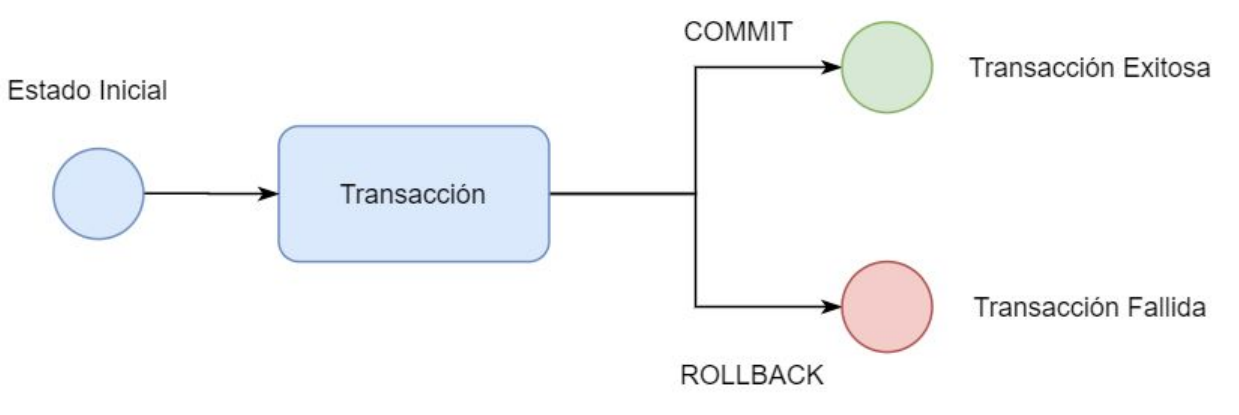 COMMIT
Transacción Exitosa
Estado Inicial
Transacción
Transacción Fallida
ROLLBACK